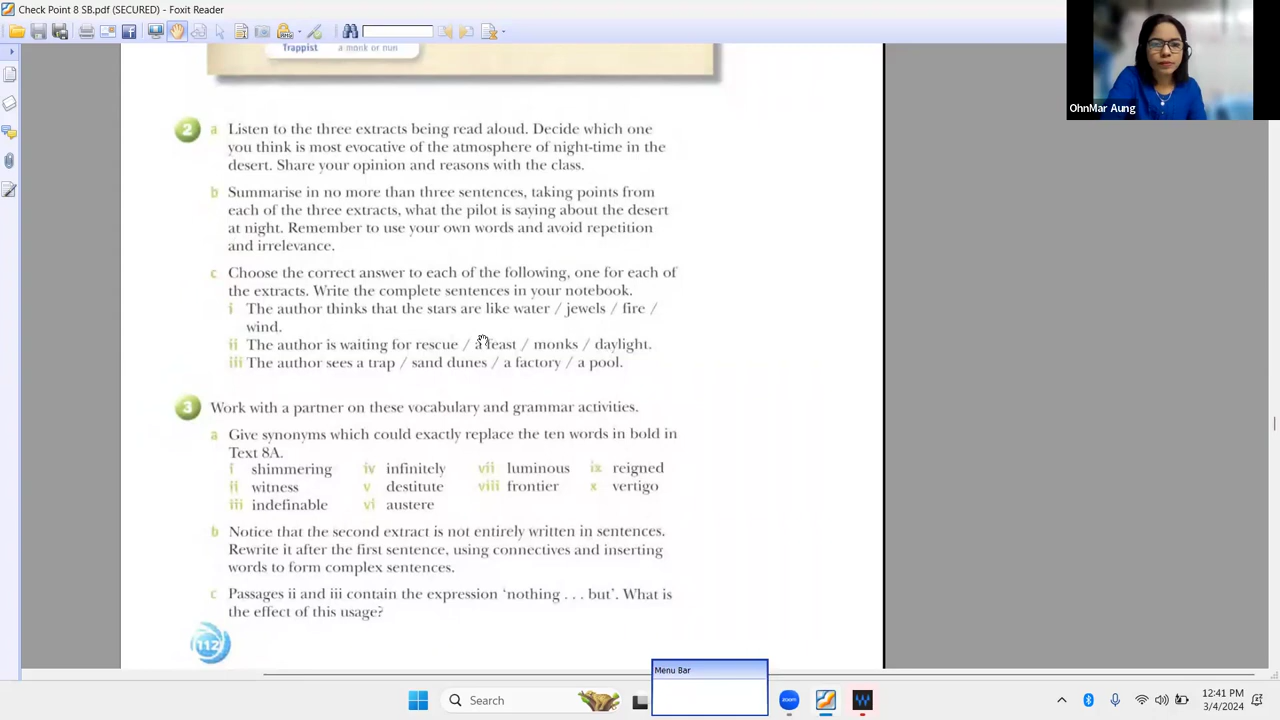 Check Point 8 SB.pdf (SECURED) - Foxit Reader
OhnMar Aung
Trappist a monk or nun
2 a Listen to the three extracts being read aloud. Decide which one
you think is most evocative of the atmosphere of night-time in the
desert. Share your opinion and reasons with the class.
b Summarise in no more than three sentences, taking points from
each of the three extracts, what the pilot is saying about the desert
at night. Remember to use your own words and avoid repetition
and irrelevance.
c Choose the correct answer to each of the following, one for each of
the extracts. Write the complete sentences in your notebook.
i The author thinks that the stars are like water / jewels / fire /
wind.
ii The author is waiting for rescue / a feast / monks / daylight.
iii The author sees a trap / sand dunes / a factory / a pool.
3 Work with a partner on these vocabulary and grammar activities.
a Give synonyms which could exactly replace the ten words in bold in
Text 8A.
i shimmering iv infinitely vii luminous ix reigned
ii witness v destitute viii frontier x vertigo
iii indefinable vi austere
b Notice that the second extract is not entirely written in sentences.
Rewrite it after the first sentence, using connectives and inserting
words to form complex sentences.
c Passages ii and iii contain the expression 'nothing . . . but'. What is
the effect of this usage?
112
Menu Bar
Search
zoom
W
12:41 PM
3/4/2024